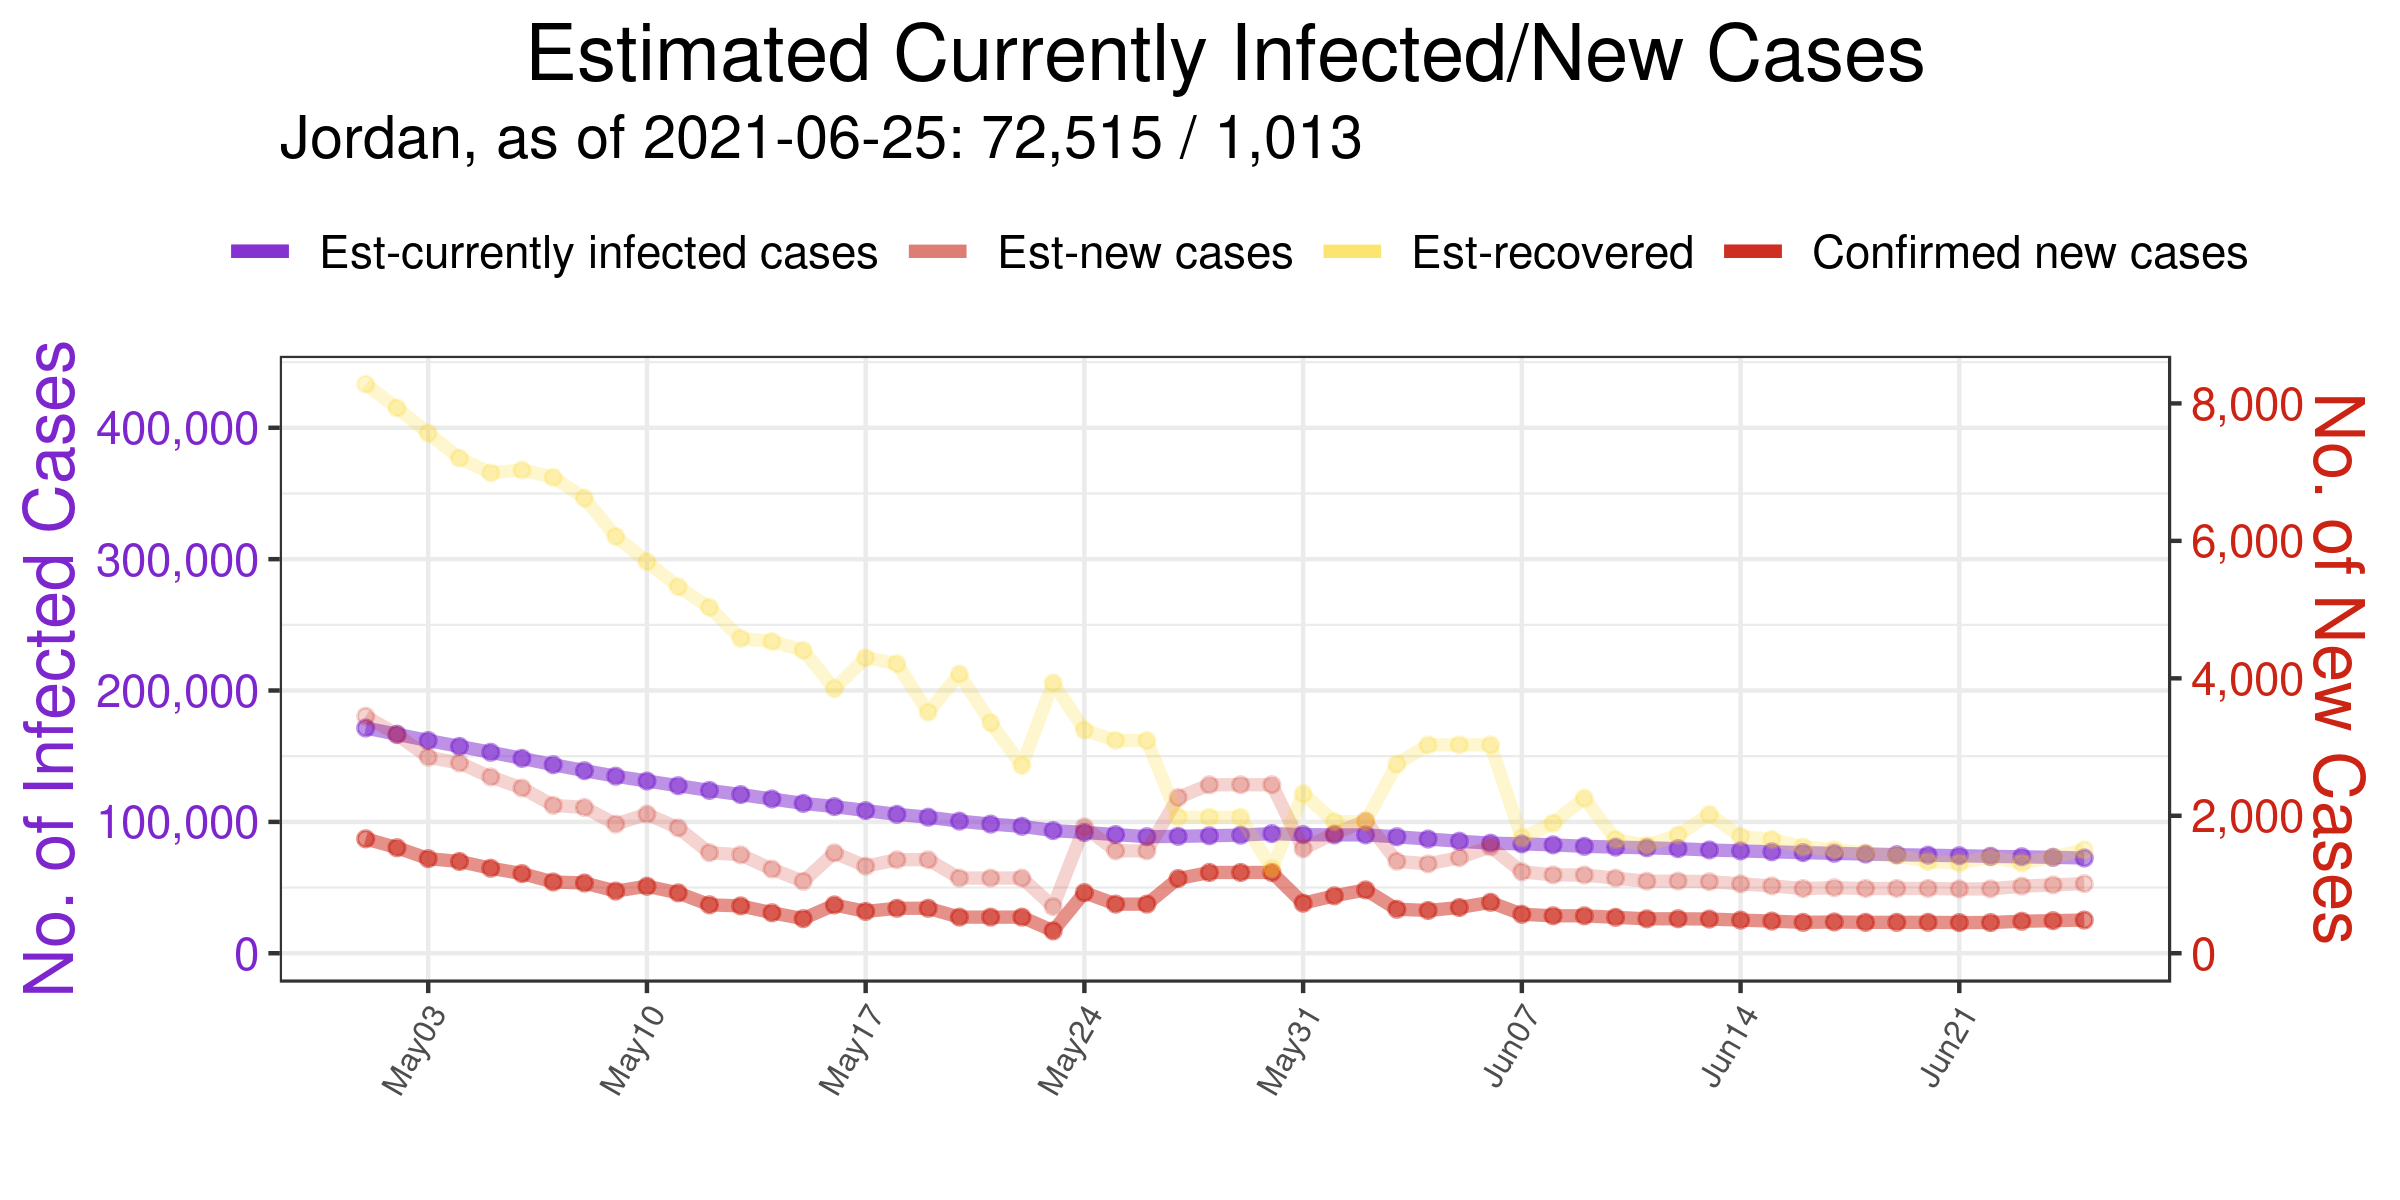 Estimated Currently Infected/New Cases
Jordan, as of 2021-06-25: 72,515 / 1,013
Est-currently infected cases Est-new cases Est-recovered Confirmed new cases
No. of Infected Cases
400,000
300,000
200,000
100,000
0
8,000
6,000
4,000
2,000
0
No. of New Cases
May03 May10 May17 May24 May31 Jun07 Jun14 Jun21